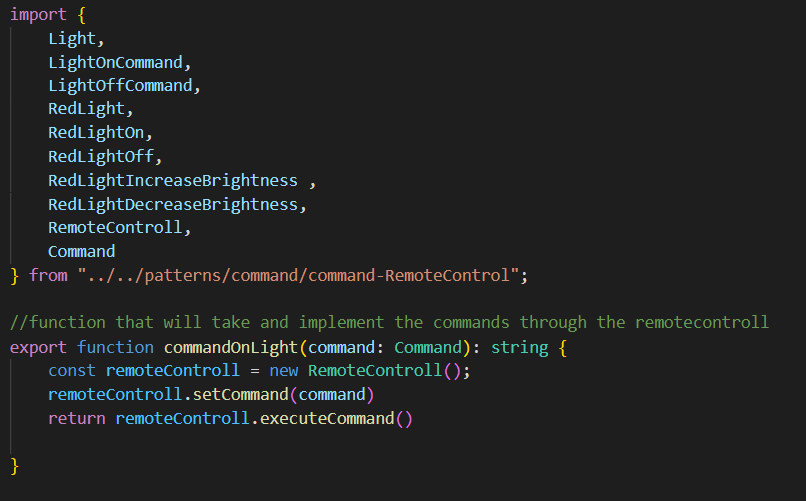 import {
    Light,
    LightOnCommand,
    LightOffCommand,
    RedLight,
    RedLightOn,
    RedLightOff,
    RedLightIncreaseBrightness ,
    RedLightDecreaseBrightness,
    RemoteControll,
    Command
} from "../../patterns/command/command-RemoteControl";
//function that will take and implement the commands through the remotecontroll
export function commandOnLight(command: Command): string {
    const remoteControll = new RemoteControll();
    remoteControll.setCommand(command)
    return remoteControll.executeCommand()
}